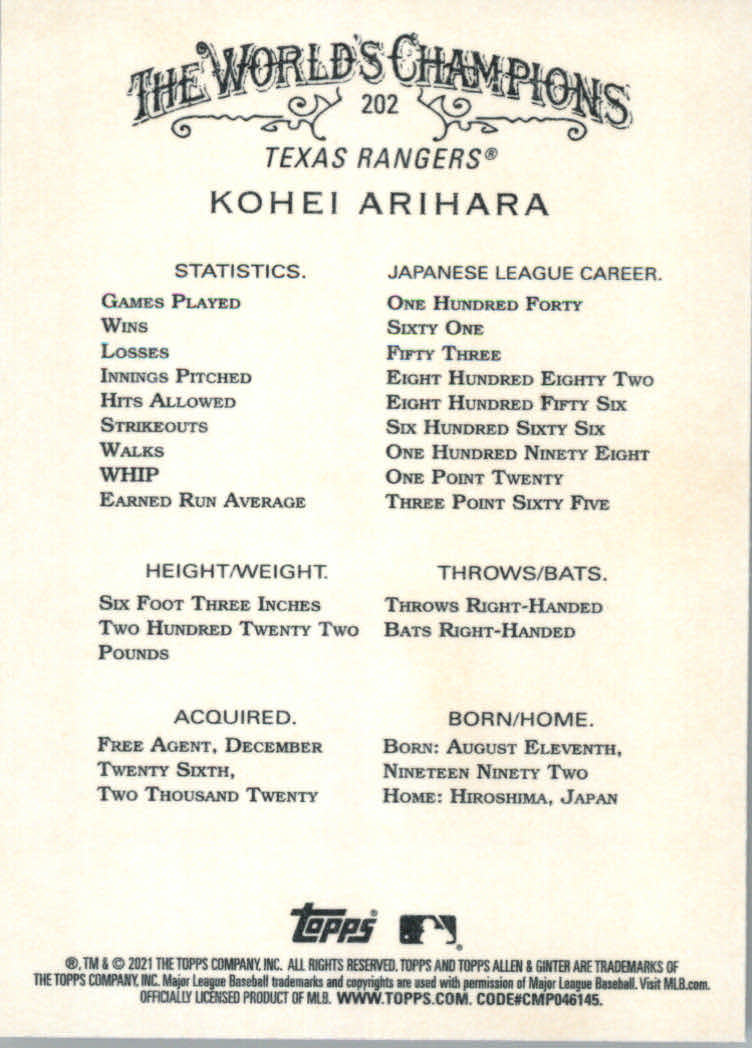 THE WORLD'S CHAMPIONS
202
TEXAS RANGERS®
KOHEI ARIHARA
STATISTICS.
GAMES PLAYED
WINS
LOSSES
INNINGS PITCHED
HITS ALLOWED
STRIKEOUTS
WALKS
WHIP
EARNED RUN AVERAGE
JAPANESE LEAGUE CAREER.
ONE HUNDRED FORTY
SIXTY ONE
FIFTY THREE
EIGHT HUNDRED EIGHTY TWO
EIGHT HUNDRED FIFTY SIX
SIX HUNDRED SIXTY SIX
ONE HUNDRED NINETY EIGHT
ONE POINT TWENTY
THREE POINT SIXTY FIVE
HEIGHT/WEIGHT.
SIX FOOT THREE INCHES
TWO HUNDRED TWENTY TWO
POUNDS
THROWS/BATS.
THROWS RIGHT-HANDED
BATS RIGHT-HANDED
ACQUIRED.
FREE AGENT, DECEMBER
TWENTY SIXTH,
TWO THOUSAND TWENTY
BORN/HOME.
BORN: AUGUST ELEVENTH,
NINETEEN NINETY TWO
HOME: HIROSHIMA, JAPAN
topps®
®, TM & © 2021 THE TOPPS COMPANY, INC. ALL RIGHTS RESERVED. TOPPS AND TOPPS ALLEN & GINTER ARE TRADEMARKS OF
THE TOPPS COMPANY, INC. Major League Baseball trademarks and copyrights are used with permission of Major League Baseball. Visit MLB.com.
OFFICIALLY LICENSED PRODUCT OF MLB. WWW.TOPPS.COM. CODE#CMP046145.